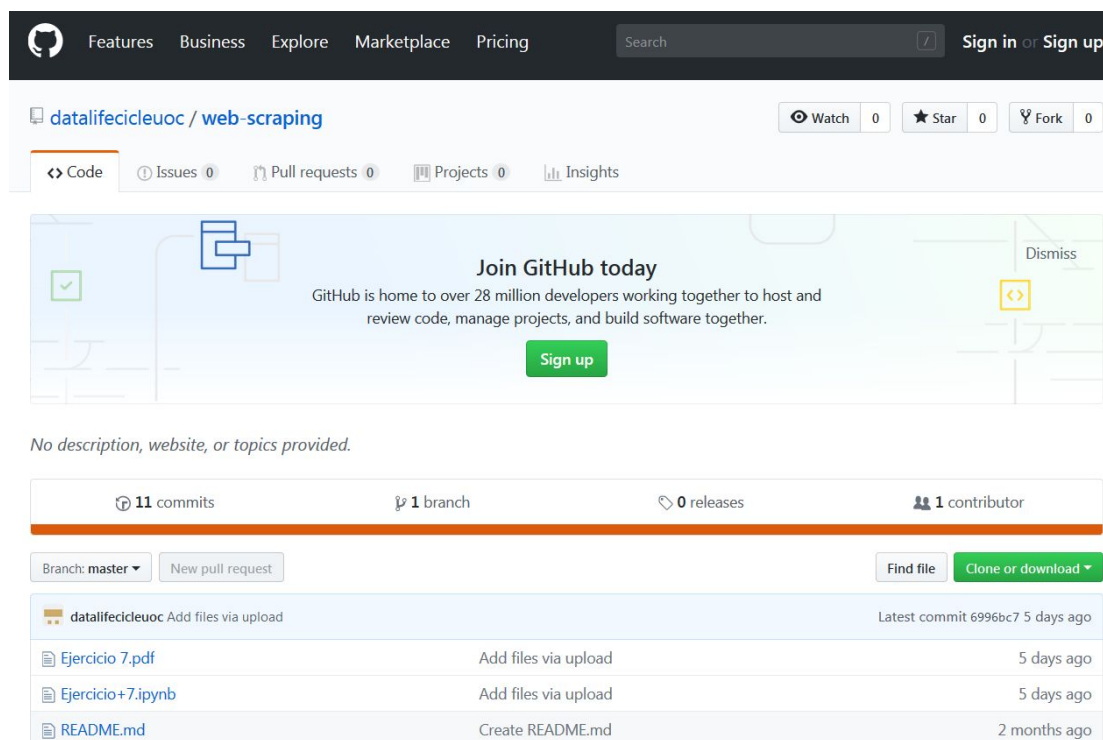 Features Business Explore Marketplace Pricing Search / Sign in or Sign up
datalifecicleuoc / web-scraping Watch 0 Star 0 Fork 0
Code Issues 0 Pull requests 0 Projects 0 Insights
Dismiss
Join GitHub today
GitHub is home to over 28 million developers working together to host and
review code, manage projects, and build software together.
Sign up
No description, website, or topics provided.
11 commits 1 branch 0 releases 1 contributor
Branch: master New pull request Find file Clone or download
datalifecicleuoc Add files via upload Latest commit 6996bc7 5 days ago
Ejercicio 7.pdf Add files via upload 5 days ago
Ejercicio+7.ipynb Add files via upload 5 days ago
README.md Create README.md 2 months ago